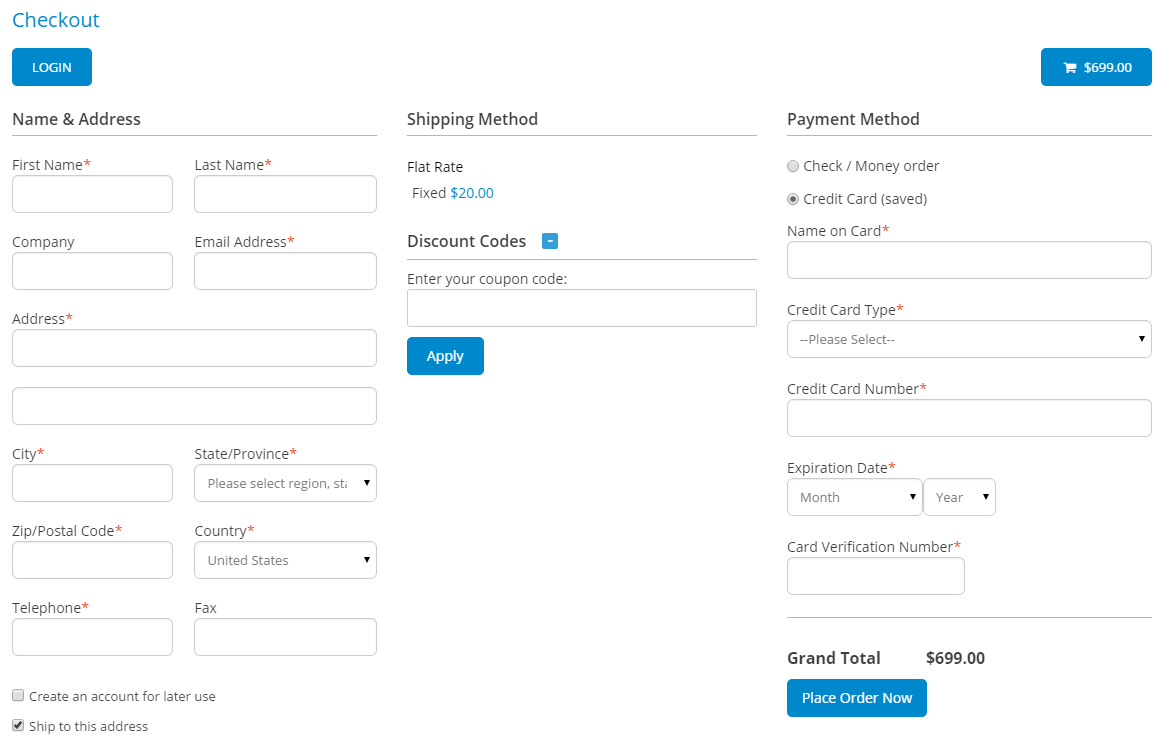 Checkout
LOGIN
$699.00
Name & Address
First Name* Last Name*
Company Email Address*
Address*
City* State/Province*
Please select region, sta
Zip/Postal Code* Country*
United States
Telephone* Fax
Create an account for later use
Ship to this address
Shipping Method
Flat Rate
Fixed $20.00
Discount Codes -
Enter your coupon code:
Apply
Payment Method
Check / Money order
Credit Card (saved)
Name on Card*
Credit Card Type*
--Please Select--
Credit Card Number*
Expiration Date*
Month Year
Card Verification Number*
Grand Total $699.00
Place Order Now